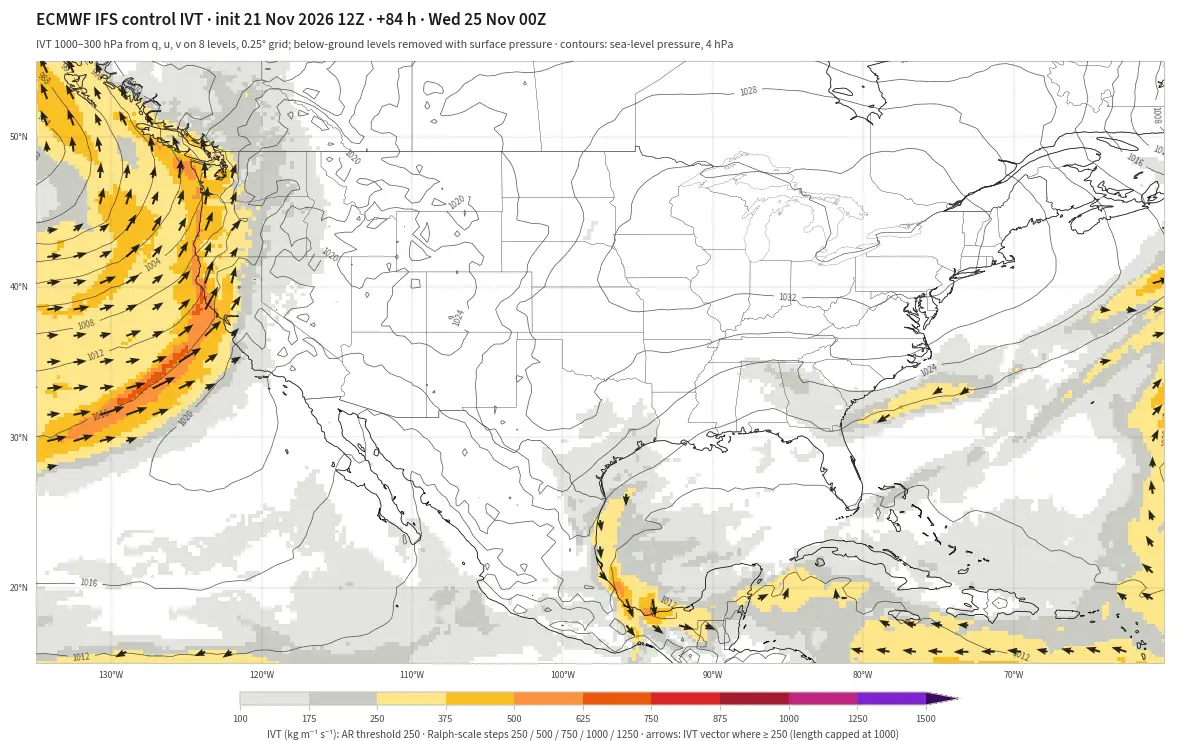 ECMWF IFS control IVT · init 21 Nov 2026 12Z · +84 h · Wed 25 Nov 00Z
IVT 1000–300 hPa from q, u, v on 8 levels, 0.25° grid; below-ground levels removed with surface pressure · contours: sea-level pressure, 4 hPa
1028
1008
50°N
1020
1016
1020
1016
1020
1004
40°N
1032
1008
1024
1012
1024
1016
1020
30°N
1016
20°N
1012
1012
1012
130°W 120°W 110°W 100°W 90°W 80°W 70°W
100 175 250 375 500 625 750 875 1000 1250 1500
IVT (kg m⁻¹ s⁻¹): AR threshold 250 · Ralph-scale steps 250 / 500 / 750 / 1000 / 1250 · arrows: IVT vector where ≥ 250 (length capped at 1000)